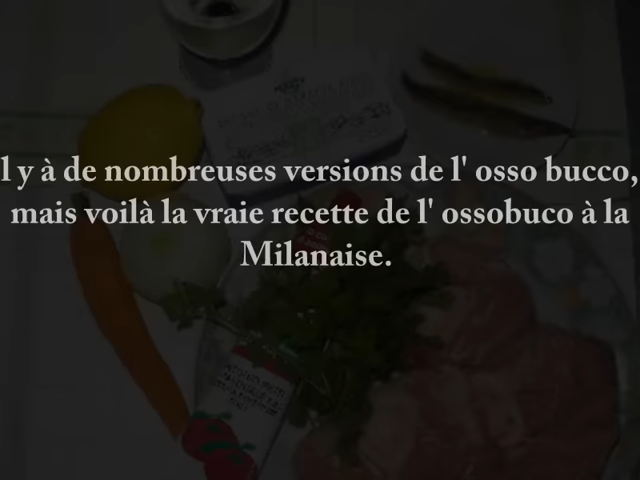 l y à de nombreuses versions de l' osso bucco,
mais voilà la vraie recette de l' ossobuco à la
Milanaise.